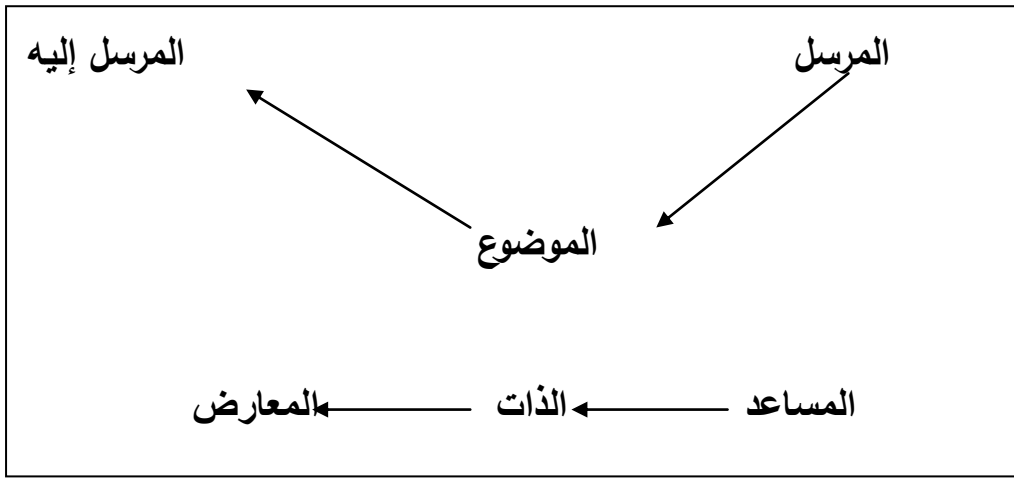 المرسل المرسل إليه
الموضوع
المساعد الذات المعارض